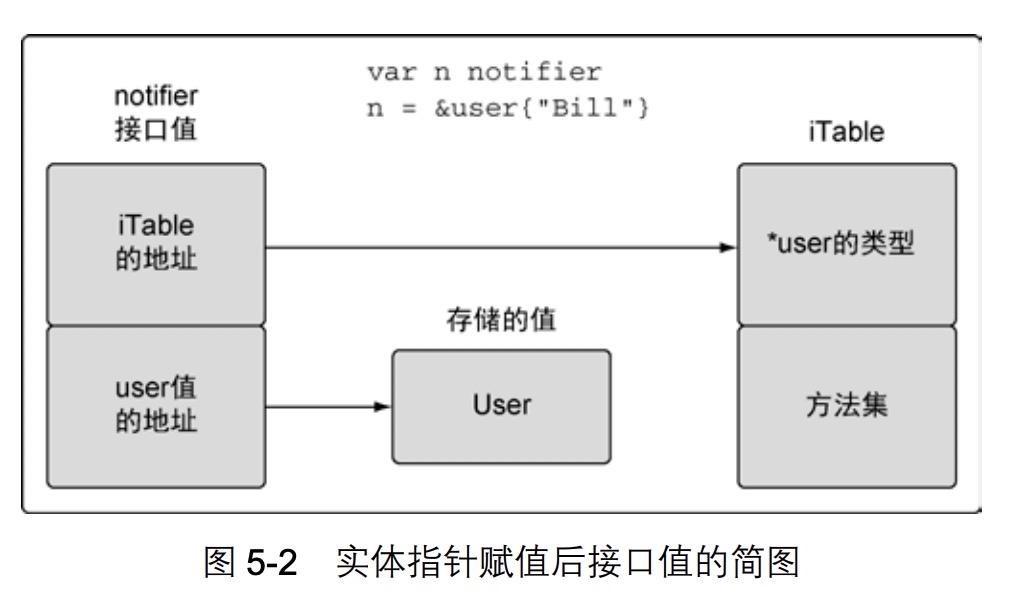 var n notifier
n = &user{"Bill"}
notifier
接口值
iTable
iTable
的地址
*user的类型
存储的值
user值
的地址
User
方法集
图 5-2 实体指针赋值后接口值的简图